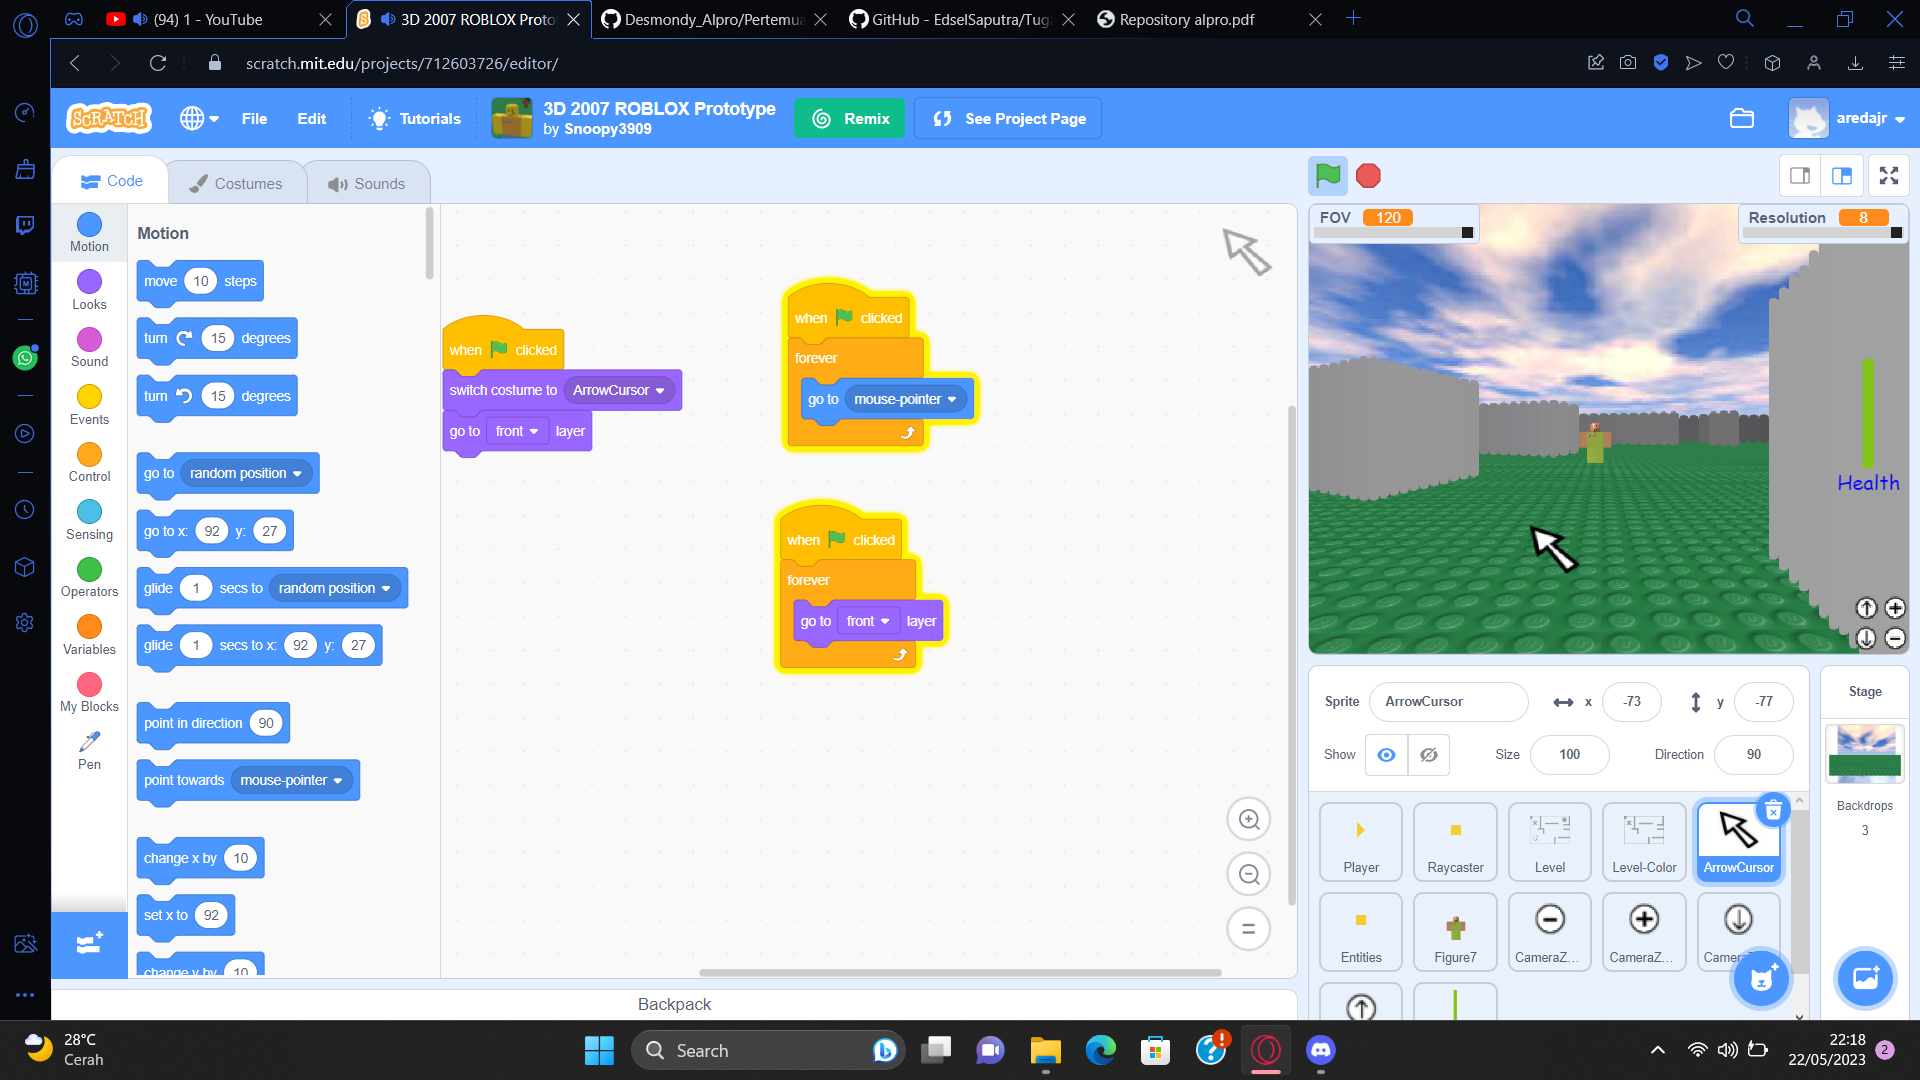 (94) 1 - YouTube
3D 2007 ROBLOX Proto
Desmondy_Alpro/Pertemua
GitHub - EdselSaputra/Tuga
Repository alpro.pdf
scratch.mit.edu/projects/712603726/editor/
SCRATCH
File
Edit
Tutorials
3D 2007 ROBLOX Prototype
by Snoopy3909
Remix
See Project Page
aredajr
Code
Costumes
Sounds
Motion
Looks
Sound
Events
Control
Sensing
Operators
Variables
My Blocks
Pen
Motion
move 10 steps
turn 15 degrees
turn 15 degrees
go to random position
go to x: 92 y: 27
glide 1 secs to random position
glide 1 secs to x: 92 y: 27
point in direction 90
point towards mouse-pointer
change x by 10
set x to 92
change y by 10
when clicked
switch costume to ArrowCursor
go to front layer
when clicked
forever
go to mouse-pointer
when clicked
forever
go to front layer
Backpack
FOV 120
Resolution 8
Health
Sprite ArrowCursor x -73 y -77
Show Size 100 Direction 90
Player
Raycaster
Level
Level-Color
ArrowCursor
Entities
Figure7
CameraZ...
CameraZ...
Stage
Backdrops
3
28°C
Cerah
Search
22:18
22/05/2023
2